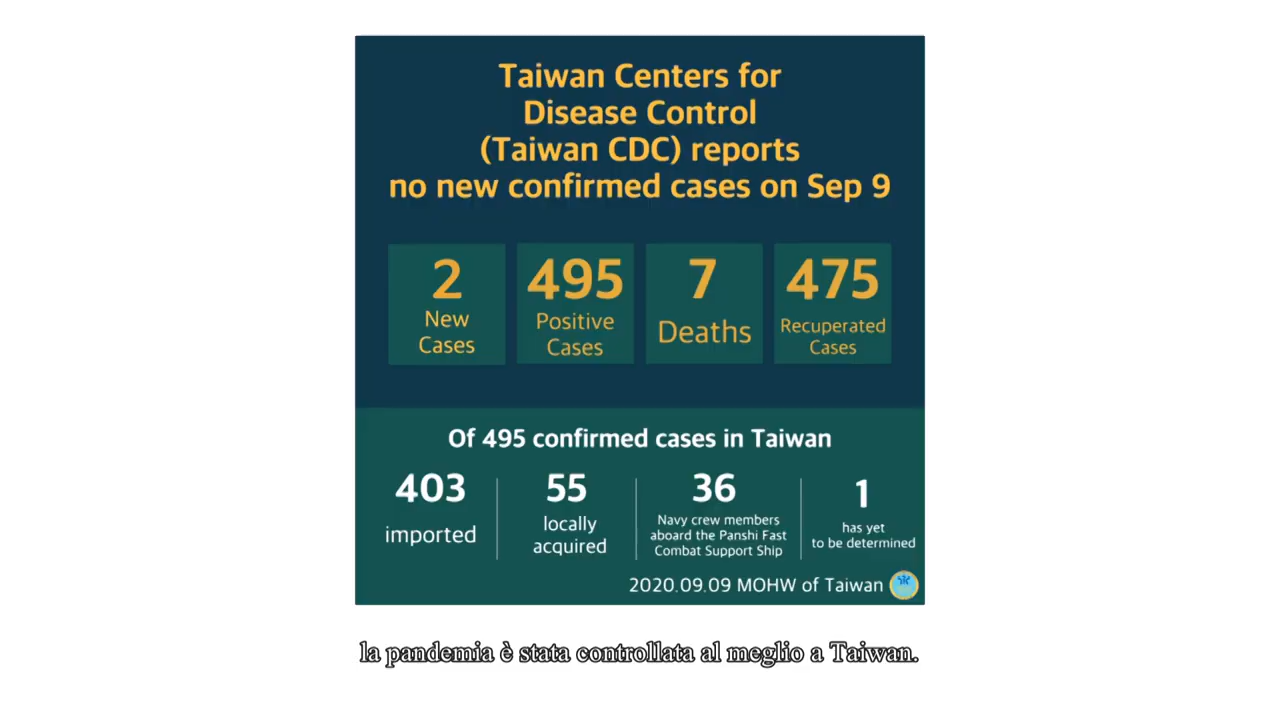 Taiwan Centers for
Disease Control
(Taiwan CDC) reports
no new confirmed cases on Sep 9
2
New
Cases
495
Positive
Cases
7
Deaths
475
Recuperated
Cases
Of 495 confirmed cases in Taiwan
403
imported
55
locally
acquired
36
Navy crew members
aboard the Panshi Fast
Combat Support Ship
1
has yet
to be determined
2020.09.09 MOHW of Taiwan
la pandemia è stata controllata al meglio a Taiwan.